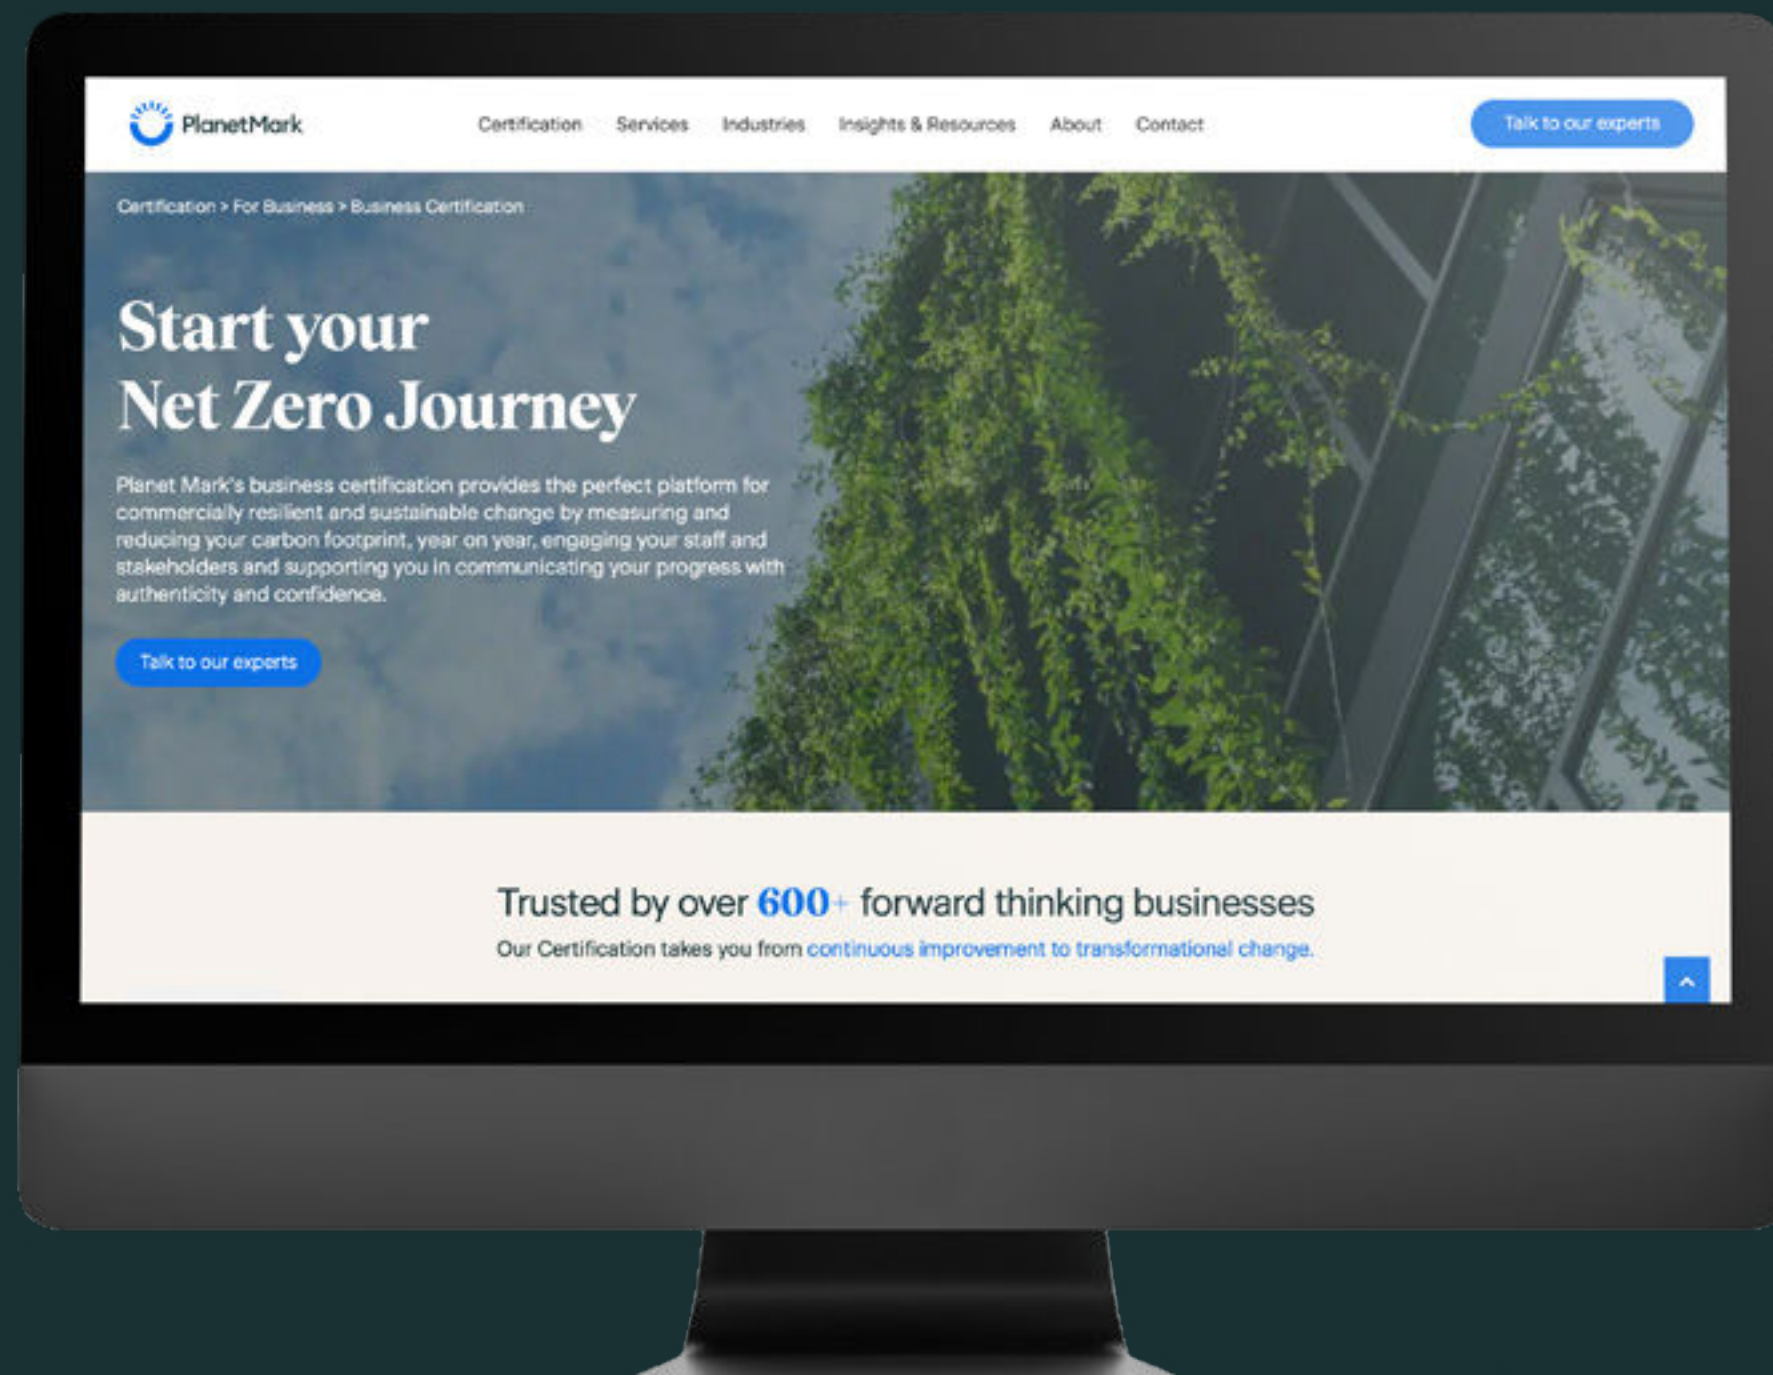 PlanetMark
Certification Services Industries Insights & Resources About Contact
Talk to our experts
Certification > For Business > Business Certification
Start your
Net Zero Journey
Planet Mark's business certification provides the perfect platform for
commercially resilient and sustainable change by measuring and
reducing your carbon footprint, year on year, engaging your staff and
stakeholders and supporting you in communicating your progress with
authenticity and confidence.
Talk to our experts
Trusted by over 600+ forward thinking businesses
Our Certification takes you from continuous improvement to transformational change.